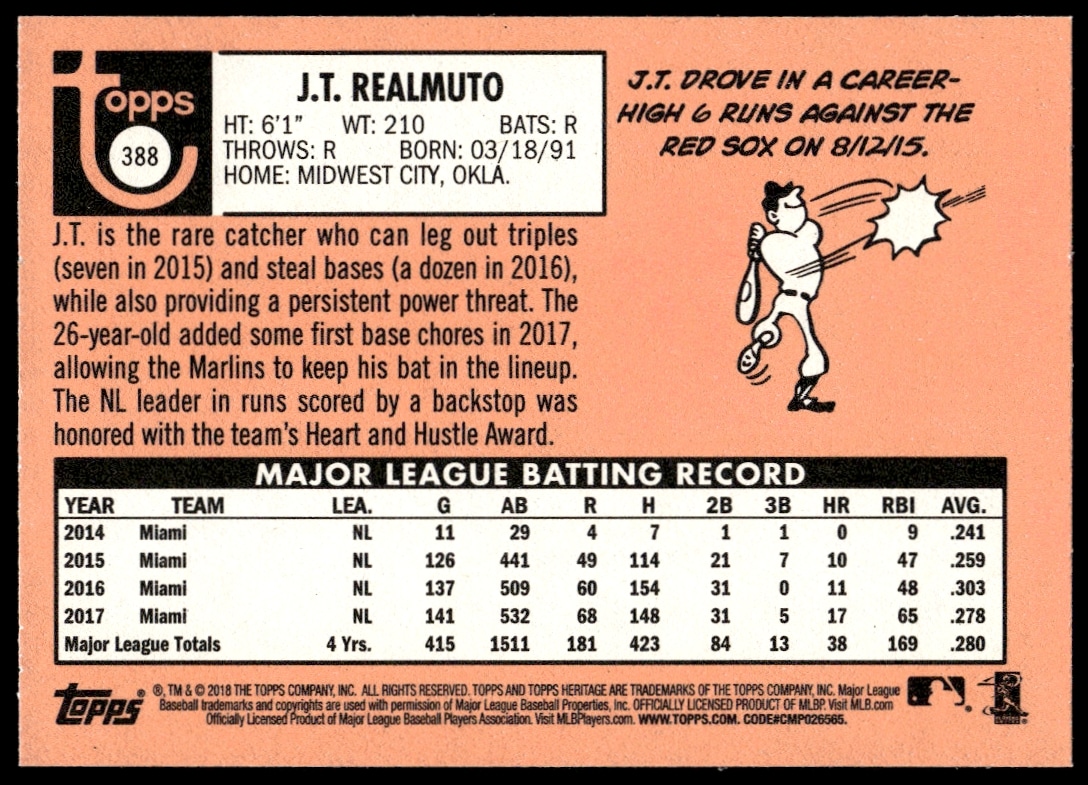 topps
388
J.T. REALMUTO
HT: 6'1" WT: 210 BATS: R
THROWS: R BORN: 03/18/91
HOME: MIDWEST CITY, OKLA.
J.T. DROVE IN A CAREER-
HIGH 6 RUNS AGAINST THE
RED SOX ON 8/12/15.
J.T. is the rare catcher who can leg out triples
(seven in 2015) and steal bases (a dozen in 2016),
while also providing a persistent power threat. The
26-year-old added some first base chores in 2017,
allowing the Marlins to keep his bat in the lineup.
The NL leader in runs scored by a backstop was
honored with the team's Heart and Hustle Award.
MAJOR LEAGUE BATTING RECORD
YEAR TEAM LEA. G AB R H 2B 3B HR RBI AVG.
2014 Miami NL 11 29 4 7 1 1 0 9 .241
2015 Miami NL 126 441 49 114 21 7 10 47 .259
2016 Miami NL 137 509 60 154 31 0 11 48 .303
2017 Miami NL 141 532 68 148 31 5 17 65 .278
Major League Totals 4 Yrs. 415 1511 181 423 84 13 38 169 .280
topps®
®, TM & © 2018 THE TOPPS COMPANY, INC. ALL RIGHTS RESERVED. TOPPS AND TOPPS HERITAGE ARE TRADEMARKS OF THE TOPPS COMPANY, INC. Major League
Baseball trademarks and copyrights are used with permission of Major League Baseball Properties, Inc. OFFICIALLY LICENSED PRODUCT OF MLBP. Visit MLB.com
Officially Licensed Product of Major League Baseball Players Association. Visit MLBPlayers.com. WWW.TOPPS.COM. CODE#CMP026565.